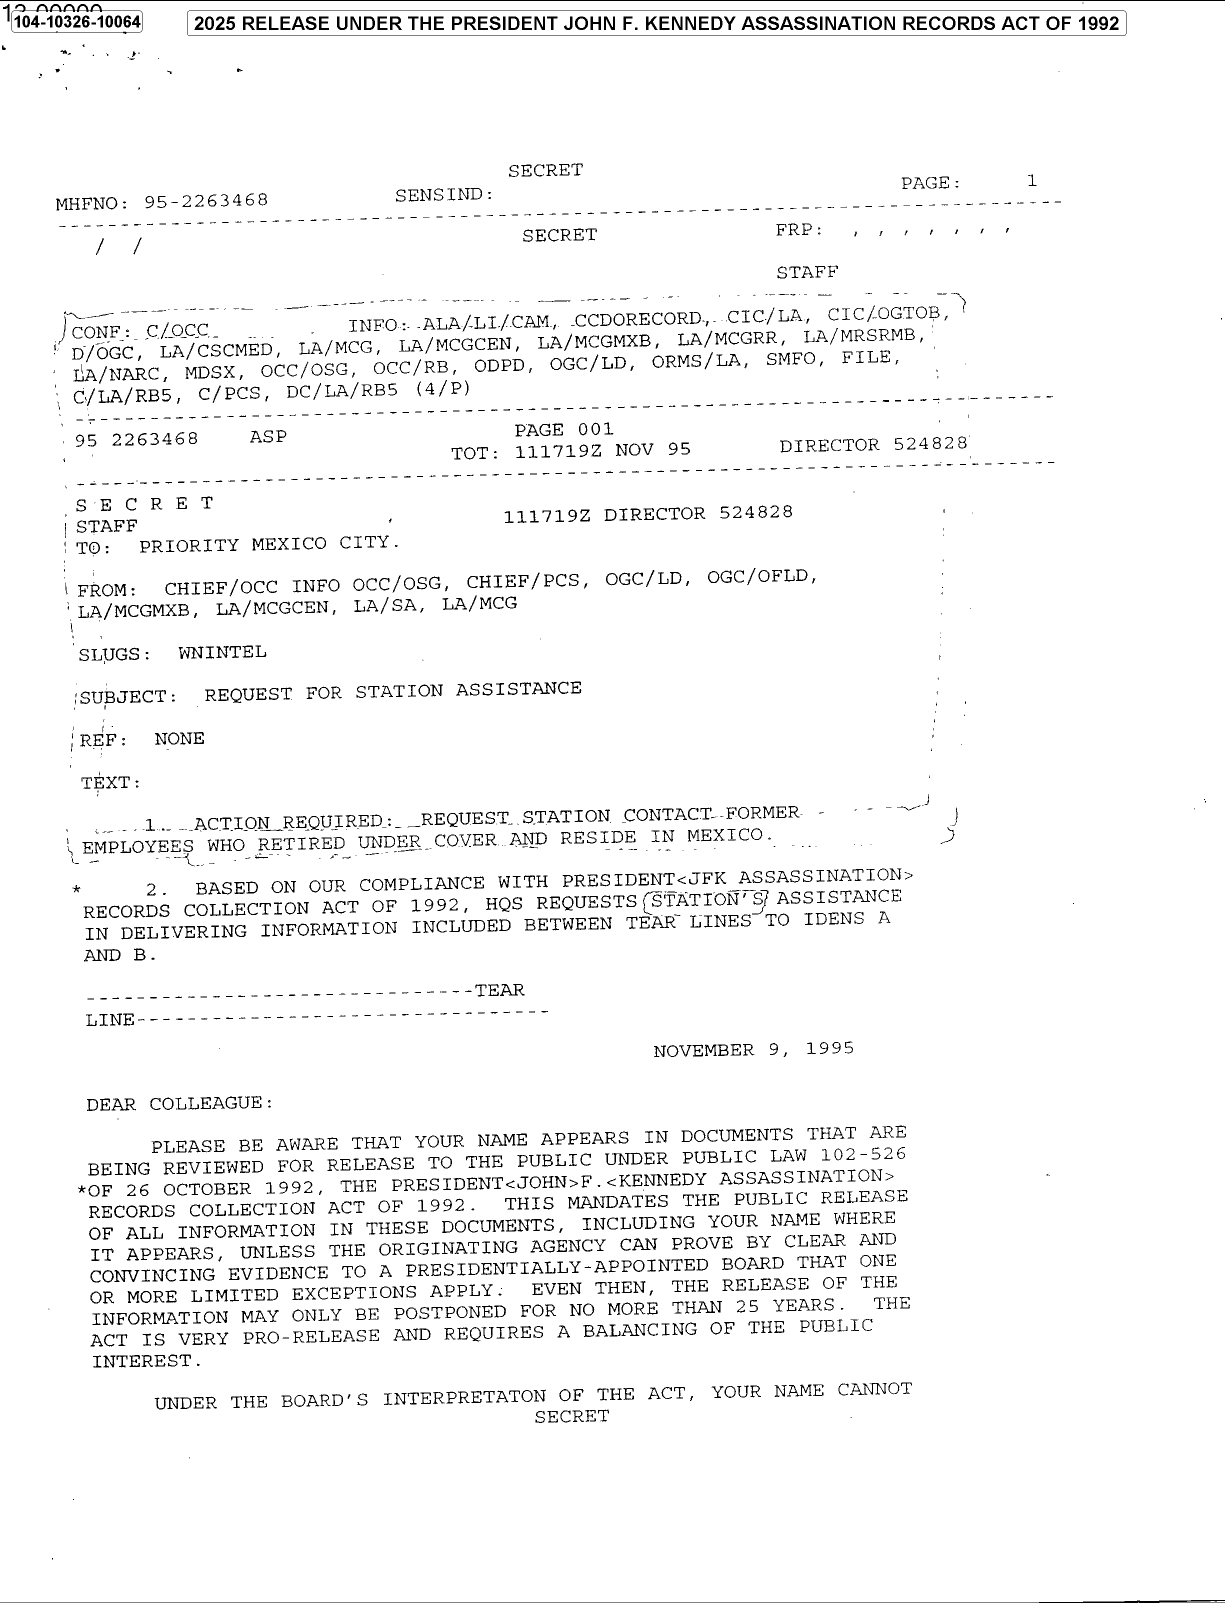 104-10326-10064
2025 RELEASE UNDER THE PRESIDENT JOHN F. KENNEDY ASSASSINATION RECORDS ACT OF 1992
SECRET
MHFNO: 95-2263468 SENSIND: PAGE: 1
/ / SECRET FRP: , , , , , , ,
STAFF
CONF: C/OCC INFO: ALA/LI/CAM, CCDORECORD, CIC/LA, CIC/OGTOB,
D/OGC, LA/CSCMED, LA/MCG, LA/MCGCEN, LA/MCGMXB, LA/MCGRR, LA/MRSRMB,
LA/NARC, MDSX, OCC/OSG, OCC/RB, ODPD, OGC/LD, ORMS/LA, SMFO, FILE,
C/LA/RB5, C/PCS, DC/LA/RB5 (4/P)
95 2263468 ASP PAGE 001
TOT: 111719Z NOV 95 DIRECTOR 524828
S E C R E T
STAFF 111719Z DIRECTOR 524828
TO: PRIORITY MEXICO CITY.
FROM: CHIEF/OCC INFO OCC/OSG, CHIEF/PCS, OGC/LD, OGC/OFLD,
LA/MCGMXB, LA/MCGCEN, LA/SA, LA/MCG
SLUGS: WNINTEL
SUBJECT: REQUEST FOR STATION ASSISTANCE
REF: NONE
TEXT:
1. ACTION REQUIRED: REQUEST STATION CONTACT FORMER
EMPLOYEES WHO RETIRED UNDER COVER AND RESIDE IN MEXICO.
* 2. BASED ON OUR COMPLIANCE WITH PRESIDENT<JFK ASSASSINATION>
RECORDS COLLECTION ACT OF 1992, HQS REQUESTS STATION'S ASSISTANCE
IN DELIVERING INFORMATION INCLUDED BETWEEN TEAR LINES TO IDENS A
AND B.
-------------------------------TEAR
LINE---------------------------------
NOVEMBER 9, 1995
DEAR COLLEAGUE:
PLEASE BE AWARE THAT YOUR NAME APPEARS IN DOCUMENTS THAT ARE
BEING REVIEWED FOR RELEASE TO THE PUBLIC UNDER PUBLIC LAW 102-526
*OF 26 OCTOBER 1992, THE PRESIDENT<JOHN>F.<KENNEDY ASSASSINATION>
RECORDS COLLECTION ACT OF 1992. THIS MANDATES THE PUBLIC RELEASE
OF ALL INFORMATION IN THESE DOCUMENTS, INCLUDING YOUR NAME WHERE
IT APPEARS, UNLESS THE ORIGINATING AGENCY CAN PROVE BY CLEAR AND
CONVINCING EVIDENCE TO A PRESIDENTIALLY-APPOINTED BOARD THAT ONE
OR MORE LIMITED EXCEPTIONS APPLY. EVEN THEN, THE RELEASE OF THE
INFORMATION MAY ONLY BE POSTPONED FOR NO MORE THAN 25 YEARS. THE
ACT IS VERY PRO-RELEASE AND REQUIRES A BALANCING OF THE PUBLIC
INTEREST.
UNDER THE BOARD'S INTERPRETATON OF THE ACT, YOUR NAME CANNOT
SECRET